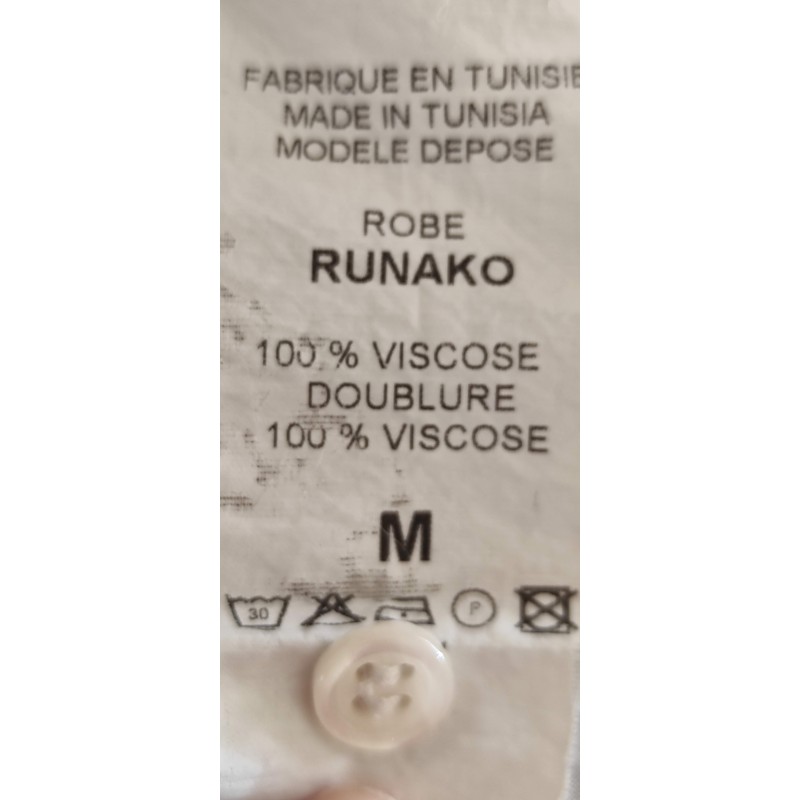 FABRIQUE EN TUNISIE
MADE IN TUNISIA
MODELE DEPOSE
ROBE
RUNAKO
100 % VISCOSE
DOUBLURE
100 % VISCOSE
M
30
P